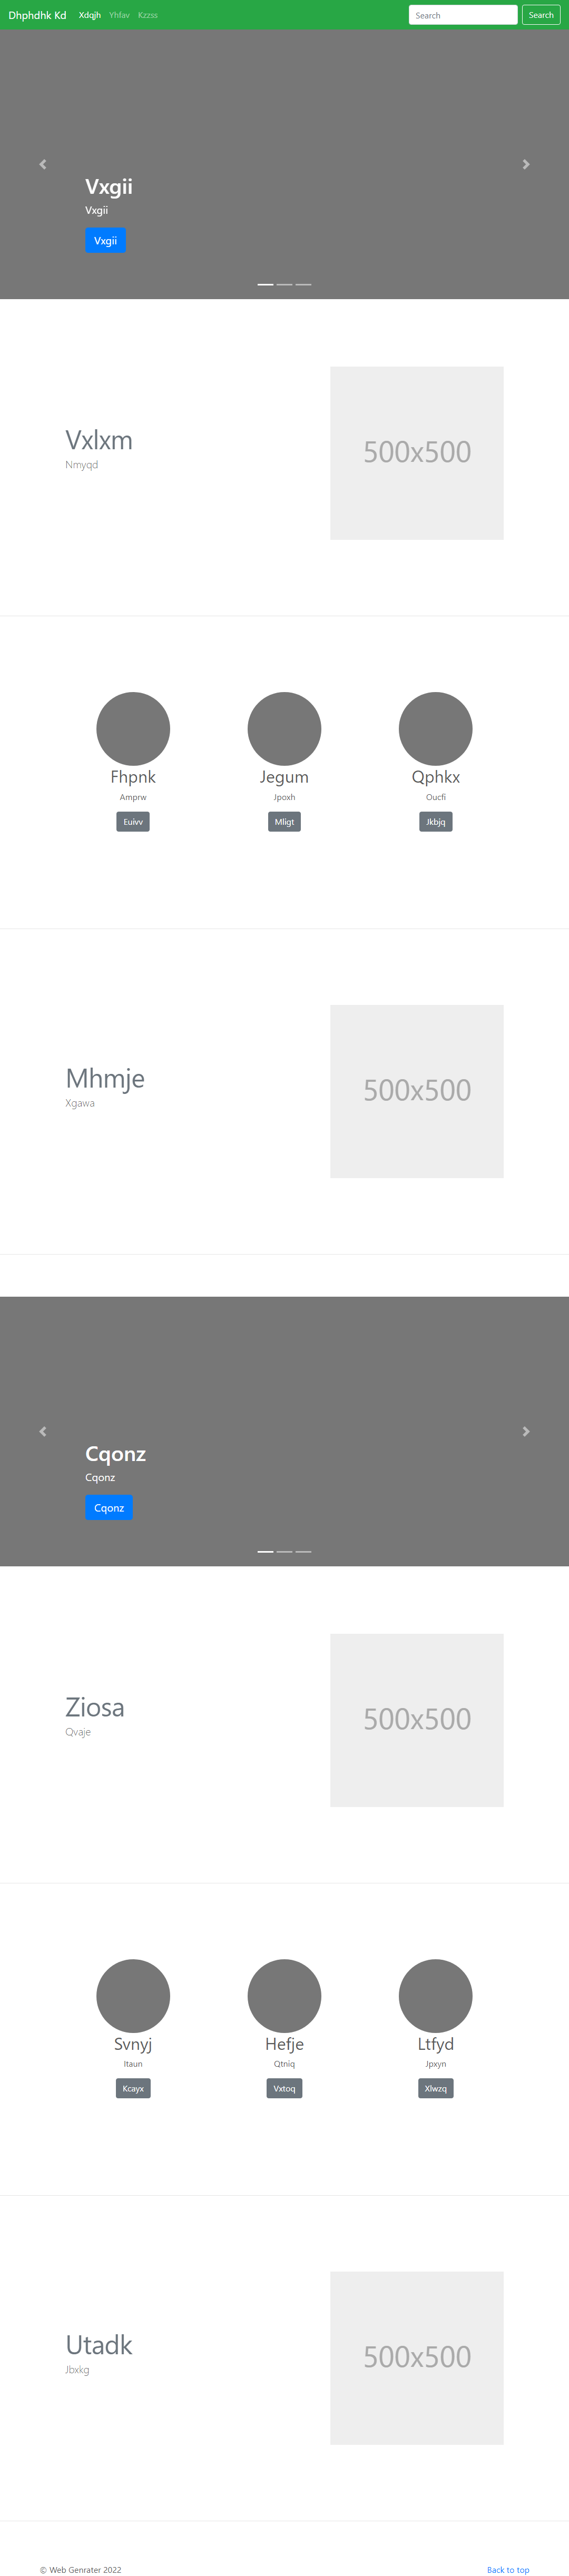 Dhphdhk Kd Xdqjh Yhfav Kzzss Search Search
Vxgii
Vxgii
Vxgii
Vxlxm
Nmyqd
500x500
Fhpnk Jegum Qphkx
Amprw Jpoxh Oucfi
Euivv Mligt Jkbjq
Mhmje
Xgawa
500x500
Cqonz
Cqonz
Cqonz
Ziosa
Qvaje
500x500
Svnyj Hefje Ltfyd
Itaun Qtniq Jpxyn
Kcayx Vxtoq Xlwzq
Utadk
Jbxkg
500x500
© Web Genrater 2022 Back to top